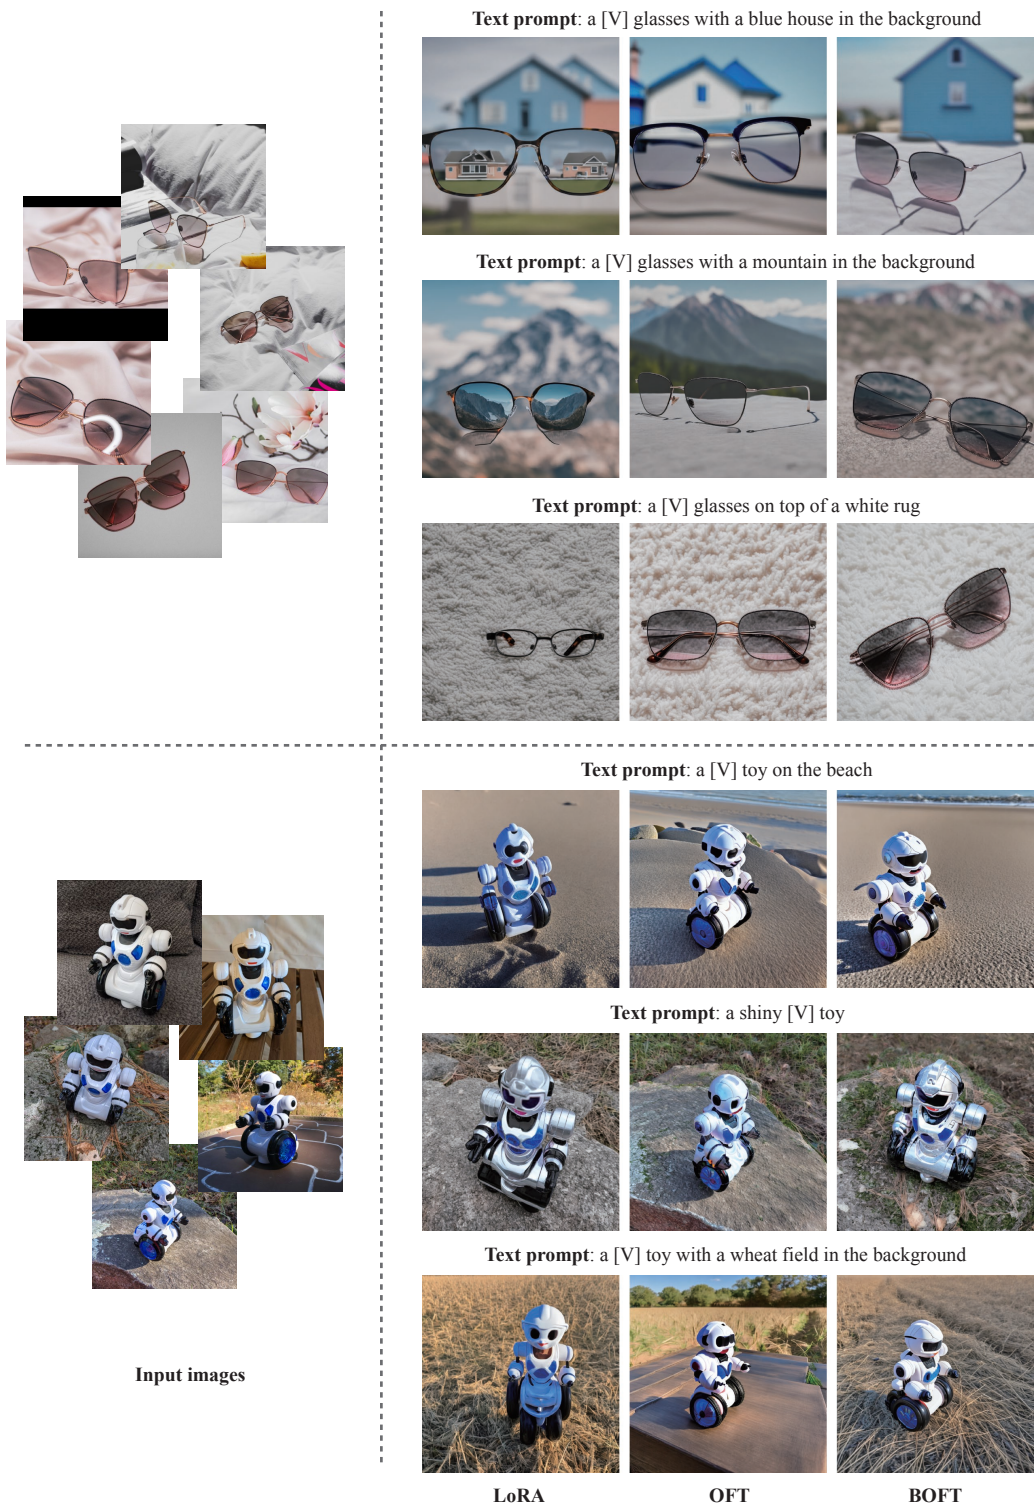 Text prompt: a [V] glasses with a blue house in the background
Text prompt: a [V] glasses with a mountain in the background
Text prompt: a [V] glasses on top of a white rug
Text prompt: a [V] toy on the beach
Text prompt: a shiny [V] toy
Text prompt: a [V] toy with a wheat field in the background
Input images
LoRA OFT BOFT